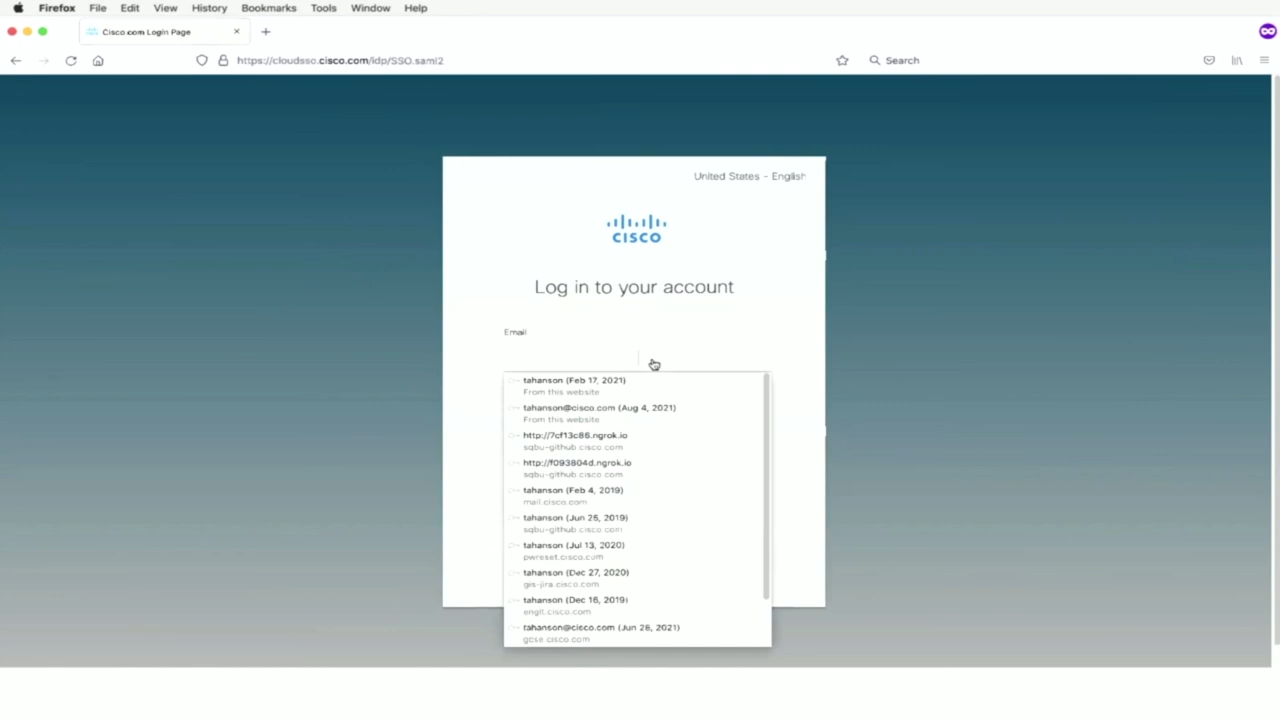 Firefox File Edit View History Bookmarks Tools Window Help
Cisco.com Login Page
https://cloudsso.cisco.com/idp/SSO.saml2
Search
United States - English
CISCO
Log in to your account
Email
tahanson (Feb 17, 2021)
From this website
tahanson@cisco.com (Aug 4, 2021)
From this website
http://7cf13c86.ngrok.io
sqbu-github.cisco.com
http://f093804d.ngrok.io
sqbu-github.cisco.com
tahanson (Feb 4, 2019)
mail.cisco.com
tahanson (Jun 25, 2019)
sqbu-github.cisco.com
tahanson (Jul 13, 2020)
pwreset.cisco.com
tahanson (Dec 27, 2020)
gis-jira.cisco.com
tahanson (Dec 16, 2019)
engit.cisco.com
tahanson@cisco.com (Jun 28, 2021)
gcse.cisco.com